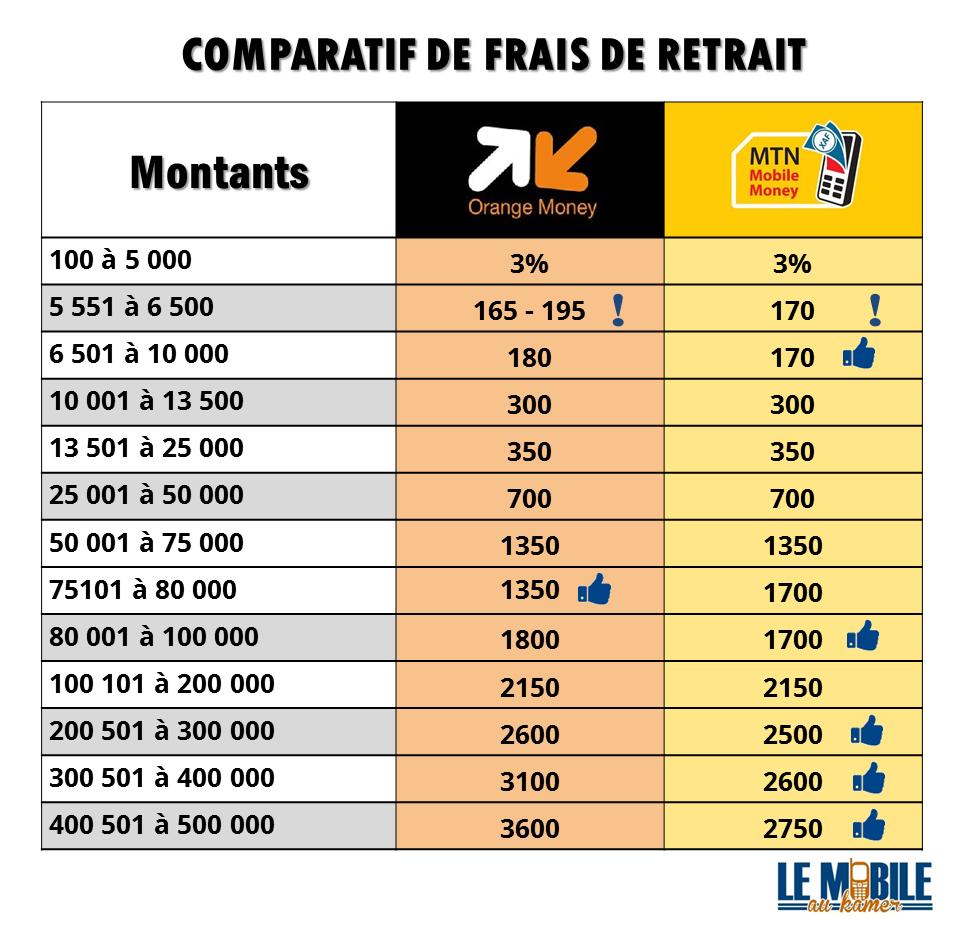 COMPARATIF DE FRAIS DE RETRAIT
Montants
Orange Money
MTN
Mobile
Money
XAF
100 à 5 000 3% 3%
5 551 à 6 500 165 - 195 ! 170 !
6 501 à 10 000 180 170
10 001 à 13 500 300 300
13 501 à 25 000 350 350
25 001 à 50 000 700 700
50 001 à 75 000 1350 1350
75101 à 80 000 1350 1700
80 001 à 100 000 1800 1700
100 101 à 200 000 2150 2150
200 501 à 300 000 2600 2500
300 501 à 400 000 3100 2600
400 501 à 500 000 3600 2750
LE MOBILE
au kamer